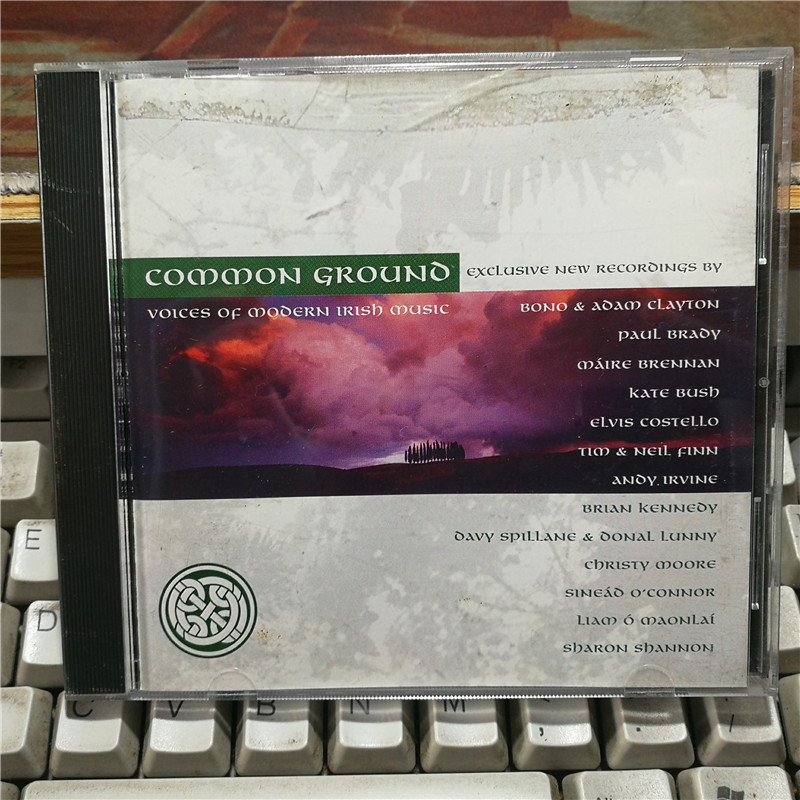 COMMON GROUND
EXCLUSIVE NEW RECORDINGS BY
VOICES OF MODERN IRISH MUSIC
BONO & ADAM CLAYTON
PAUL BRADY
MÁIRE BRENNAN
KATE BUSH
ELVIS COSTELLO
TIM & NEIL FINN
ANDY IRVINE
BRIAN KENNEDY
DAVY SPILLANE & DONAL LUNNY
CHRISTY MOORE
SINEÁD O'CONNOR
LIAM Ó MAONLAÍ
SHARON SHANNON
E
D
C V B N M